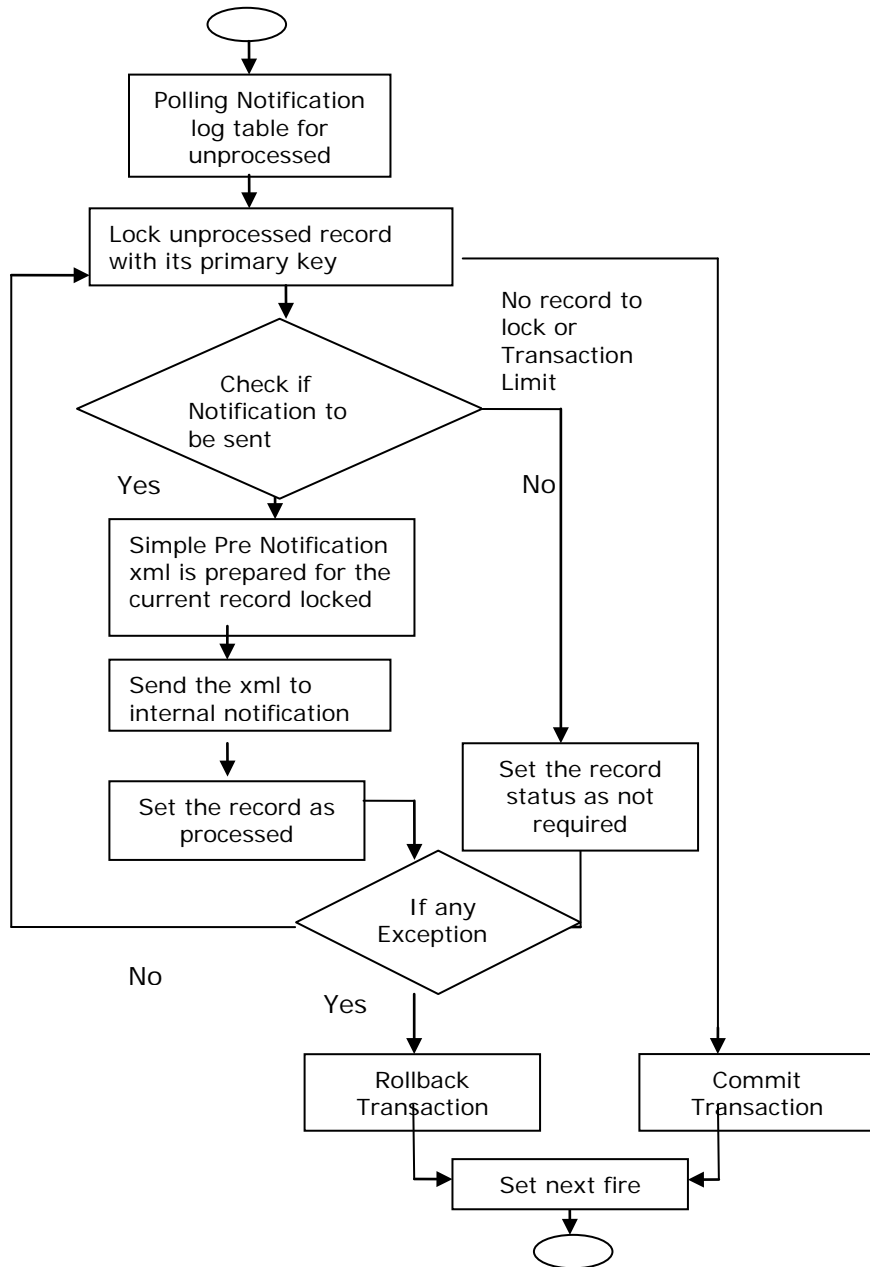 Polling Notification
log table for
unprocessed
Lock unprocessed record
with its primary key
No record to
lock or
Transaction
Limit
Check if
Notification to
be sent
Yes
No
Simple Pre Notification
xml is prepared for the
current record locked
Send the xml to
internal notification
Set the record as
processed
Set the record
status as not
required
If any
Exception
No
Yes
Rollback
Transaction
Commit
Transaction
Set next fire